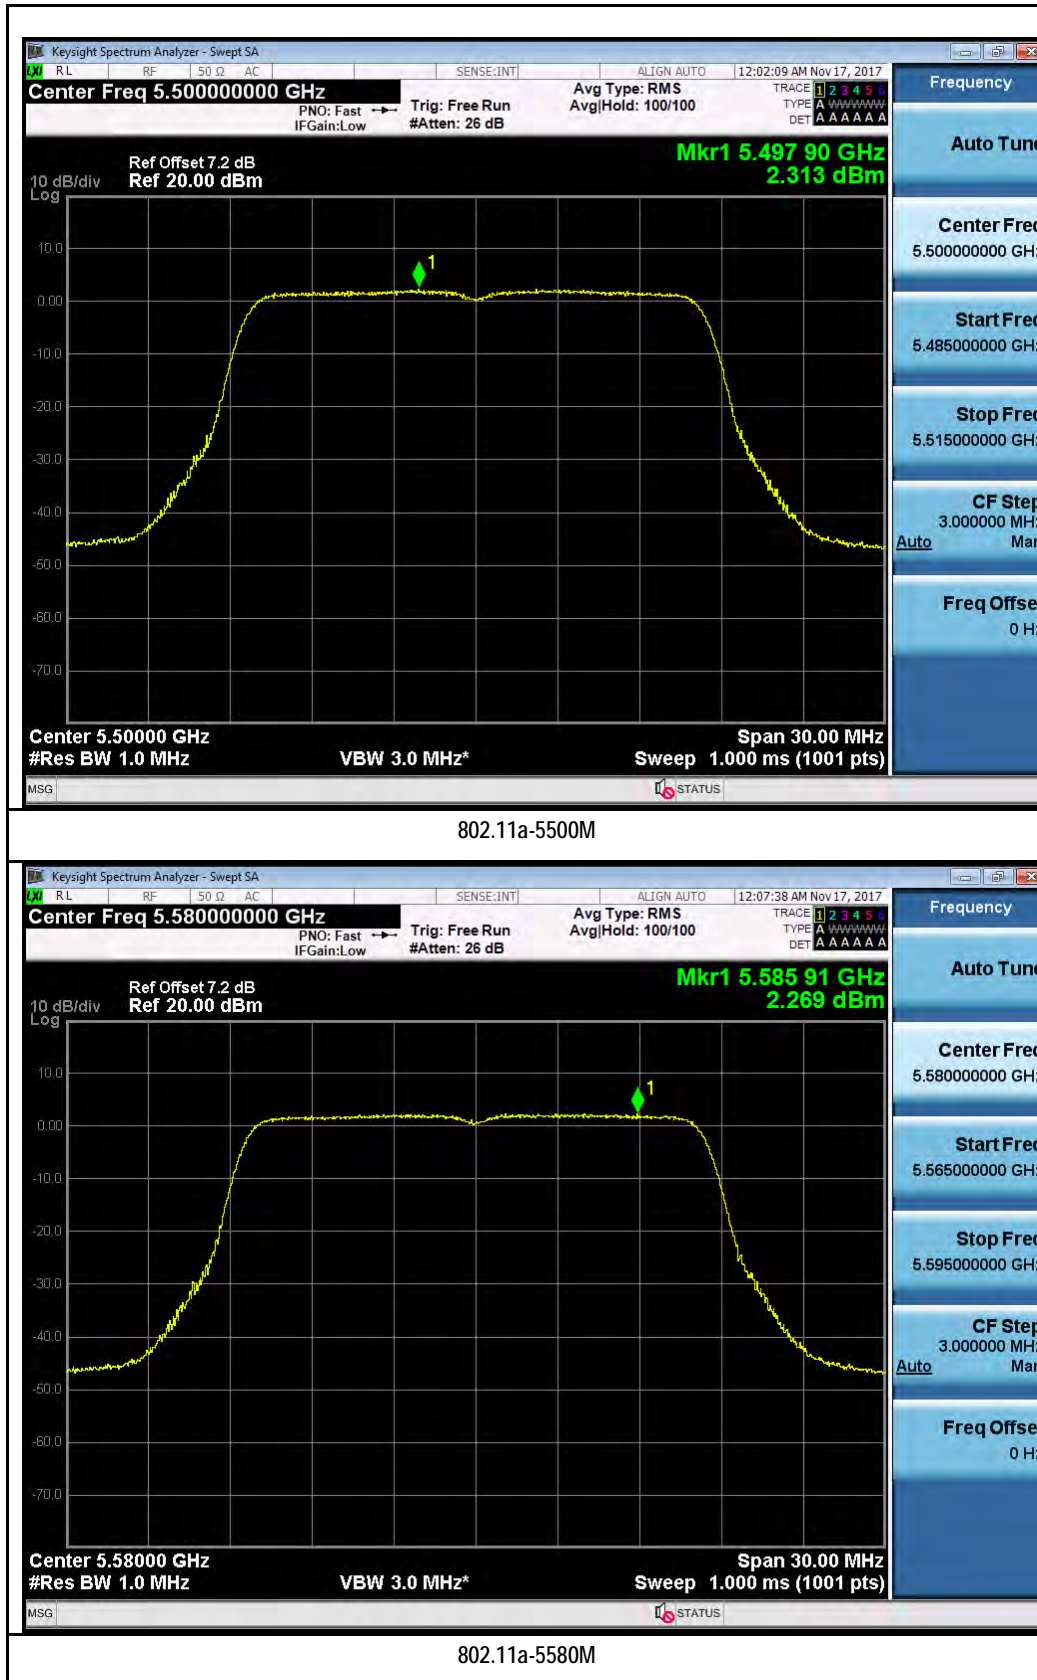 Keysight Spectrum Analyzer - Swept SA
LXI RL RF 50 Ω AC SENSE:INT ALIGN AUTO 12:02:09 AM Nov 17, 2017
Center Freq 5.500000000 GHz
PNO: Fast
IFGain:Low
Trig: Free Run
#Atten: 26 dB
Avg Type: RMS
Avg|Hold: 100/100
TRACE 1 2 3 4 5 6
TYPE A WWWWW
DET A A A A A A
Mkr1 5.497 90 GHz
2.313 dBm
Ref Offset 7.2 dB
10 dB/div Ref 20.00 dBm
Log
1
10.0
0.00
-10.0
-20.0
-30.0
-40.0
-50.0
-60.0
-70.0
Center 5.50000 GHz Span 30.00 MHz
#Res BW 1.0 MHz VBW 3.0 MHz* Sweep 1.000 ms (1001 pts)
MSG STATUS
Frequency
Auto Tune
Center Freq
5.500000000 GHz
Start Freq
5.485000000 GHz
Stop Freq
5.515000000 GHz
CF Step
3.000000 MHz
Auto Man
Freq Offset
0 Hz
802.11a-5500M
Keysight Spectrum Analyzer - Swept SA
LXI RL RF 50 Ω AC SENSE:INT ALIGN AUTO 12:07:38 AM Nov 17, 2017
Center Freq 5.580000000 GHz
PNO: Fast
IFGain:Low
Trig: Free Run
#Atten: 26 dB
Avg Type: RMS
Avg|Hold: 100/100
TRACE 1 2 3 4 5 6
TYPE A WWWWW
DET A A A A A A
Mkr1 5.585 91 GHz
2.269 dBm
Ref Offset 7.2 dB
10 dB/div Ref 20.00 dBm
Log
1
10.0
0.00
-10.0
-20.0
-30.0
-40.0
-50.0
-60.0
-70.0
Center 5.58000 GHz Span 30.00 MHz
#Res BW 1.0 MHz VBW 3.0 MHz* Sweep 1.000 ms (1001 pts)
MSG STATUS
Frequency
Auto Tune
Center Freq
5.580000000 GHz
Start Freq
5.565000000 GHz
Stop Freq
5.595000000 GHz
CF Step
3.000000 MHz
Auto Man
Freq Offset
0 Hz
802.11a-5580M